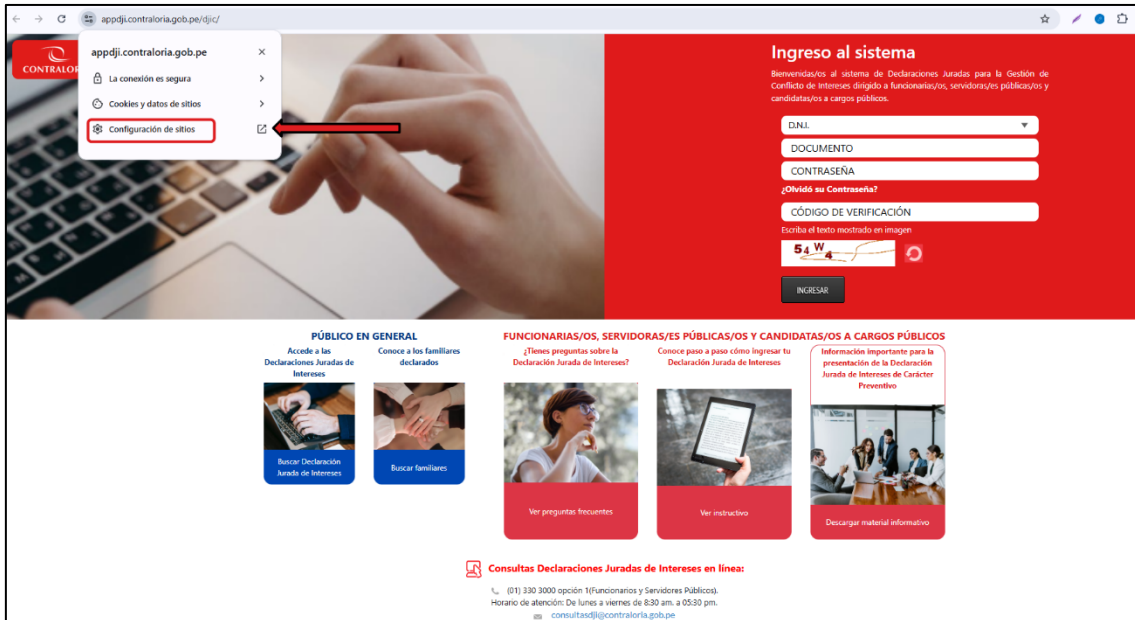 appdji.contraloria.gob.pe/djic/
appdji.contraloria.gob.pe
La conexión es segura
Cookies y datos de sitios
Configuración de sitios
CONTRALOR
Ingreso al sistema
Bienvenidas/os al sistema de Declaraciones Juradas para la Gestión de
Conflicto de Intereses dirigido a funcionarias/os, servidoras/es públicas/os y
candidatas/os a cargos públicos.
D.N.I.
DOCUMENTO
CONTRASEÑA
¿Olvidó su Contraseña?
CÓDIGO DE VERIFICACIÓN
Escriba el texto mostrado en imagen
54W4
INGRESAR
PÚBLICO EN GENERAL
Accede a las
Declaraciones Juradas de
Intereses
Buscar Declaración
Jurada de Intereses
Conoce a los familiares
declarados
Buscar familiares
FUNCIONARIAS/OS, SERVIDORAS/ES PÚBLICAS/OS Y CANDIDATAS/OS A CARGOS PÚBLICOS
¿Tienes preguntas sobre la
Declaración Jurada de Intereses?
Ver preguntas frecuentes
Conoce paso a paso cómo ingresar tu
Declaración Jurada de Intereses
Ver instructivo
Información importante para la
presentación de la Declaración
Jurada de Intereses de Carácter
Preventivo
Descargar material informativo
Consultas Declaraciones Juradas de Intereses en línea:
(01) 330 3000 opción 1(Funcionarios y Servidores Públicos).
Horario de atención: De lunes a viernes de 8:30 am. a 05:30 pm.
consultasdji@contraloria.gob.pe